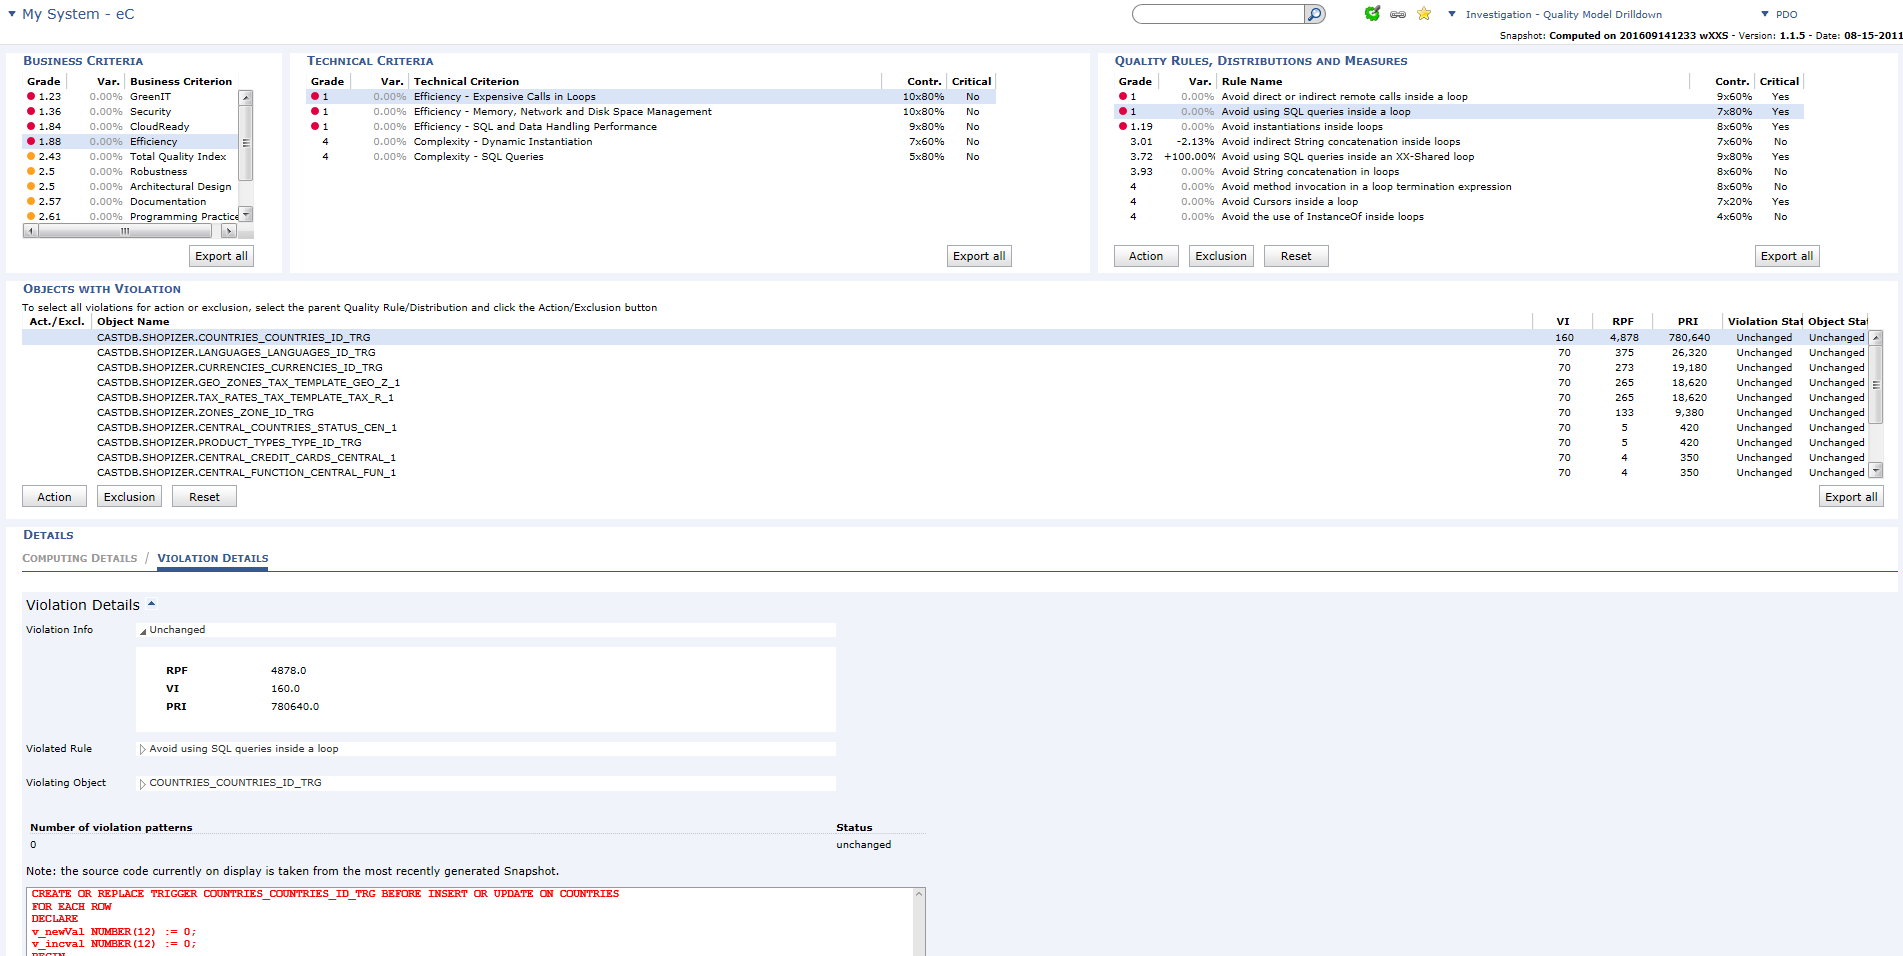 My System - eC
Investigation - Quality Model Drilldown
PDO
Snapshot: Computed on 201609141233 wXXS - Version: 1.1.5 - Date: 08-15-2011
BUSINESS CRITERIA
Grade Var. Business Criterion
1.23 0.00% GreenIT
1.36 0.00% Security
1.84 0.00% CloudReady
1.88 0.00% Efficiency
2.43 0.00% Total Quality Index
2.5 0.00% Robustness
2.5 0.00% Architectural Design
2.57 0.00% Documentation
2.61 0.00% Programming Practice
Export all
TECHNICAL CRITERIA
Grade Var. Technical Criterion Contr. Critical
1 0.00% Efficiency - Expensive Calls in Loops 10x80% No
1 0.00% Efficiency - Memory, Network and Disk Space Management 10x80% No
1 0.00% Efficiency - SQL and Data Handling Performance 9x80% No
4 0.00% Complexity - Dynamic Instantiation 7x60% No
4 0.00% Complexity - SQL Queries 5x80% No
Export all
QUALITY RULES, DISTRIBUTIONS AND MEASURES
Grade Var. Rule Name Contr. Critical
1 0.00% Avoid direct or indirect remote calls inside a loop 9x60% Yes
1 0.00% Avoid using SQL queries inside a loop 7x80% Yes
1.19 0.00% Avoid instantiations inside loops 8x60% Yes
3.01 -2.13% Avoid indirect String concatenation inside loops 7x60% No
3.72 +100.00% Avoid using SQL queries inside an XX-Shared loop 9x80% Yes
3.93 0.00% Avoid String concatenation in loops 8x60% No
4 0.00% Avoid method invocation in a loop termination expression 8x60% No
4 0.00% Avoid Cursors inside a loop 7x20% Yes
4 0.00% Avoid the use of InstanceOf inside loops 4x60% No
Action Exclusion Reset Export all
OBJECTS WITH VIOLATION
To select all violations for action or exclusion, select the parent Quality Rule/Distribution and click the Action/Exclusion button
Act./Excl. Object Name VI RPF PRI Violation Stat Object Stat
CASTDB.SHOPIZER.COUNTRIES_COUNTRIES_ID_TRG 160 4,878 780,640 Unchanged Unchanged
CASTDB.SHOPIZER.LANGUAGES_LANGUAGES_ID_TRG 70 375 26,320 Unchanged Unchanged
CASTDB.SHOPIZER.CURRENCIES_CURRENCIES_ID_TRG 70 273 19,180 Unchanged Unchanged
CASTDB.SHOPIZER.GEO_ZONES_TAX_TEMPLATE_GEO_Z_1 70 265 18,620 Unchanged Unchanged
CASTDB.SHOPIZER.TAX_RATES_TAX_TEMPLATE_TAX_R_1 70 265 18,620 Unchanged Unchanged
CASTDB.SHOPIZER.ZONES_ZONE_ID_TRG 70 133 9,380 Unchanged Unchanged
CASTDB.SHOPIZER.CENTRAL_COUNTRIES_STATUS_CEN_1 70 5 420 Unchanged Unchanged
CASTDB.SHOPIZER.PRODUCT_TYPES_TYPE_ID_TRG 70 5 420 Unchanged Unchanged
CASTDB.SHOPIZER.CENTRAL_CREDIT_CARDS_CENTRAL_1 70 4 350 Unchanged Unchanged
CASTDB.SHOPIZER.CENTRAL_FUNCTION_CENTRAL_FUN_1 70 4 350 Unchanged Unchanged
Action Exclusion Reset Export all
DETAILS
COMPUTING DETAILS / VIOLATION DETAILS
Violation Details
Violation Info Unchanged
RPF 4878.0
VI 160.0
PRI 780640.0
Violated Rule Avoid using SQL queries inside a loop
Violating Object COUNTRIES_COUNTRIES_ID_TRG
Number of violation patterns Status
0 unchanged
Note: the source code currently on display is taken from the most recently generated Snapshot.
CREATE OR REPLACE TRIGGER COUNTRIES_COUNTRIES_ID_TRG BEFORE INSERT OR UPDATE ON COUNTRIES
FOR EACH ROW
DECLARE
v_newVal NUMBER(12) := 0;
v_incval NUMBER(12) := 0;
BEGIN